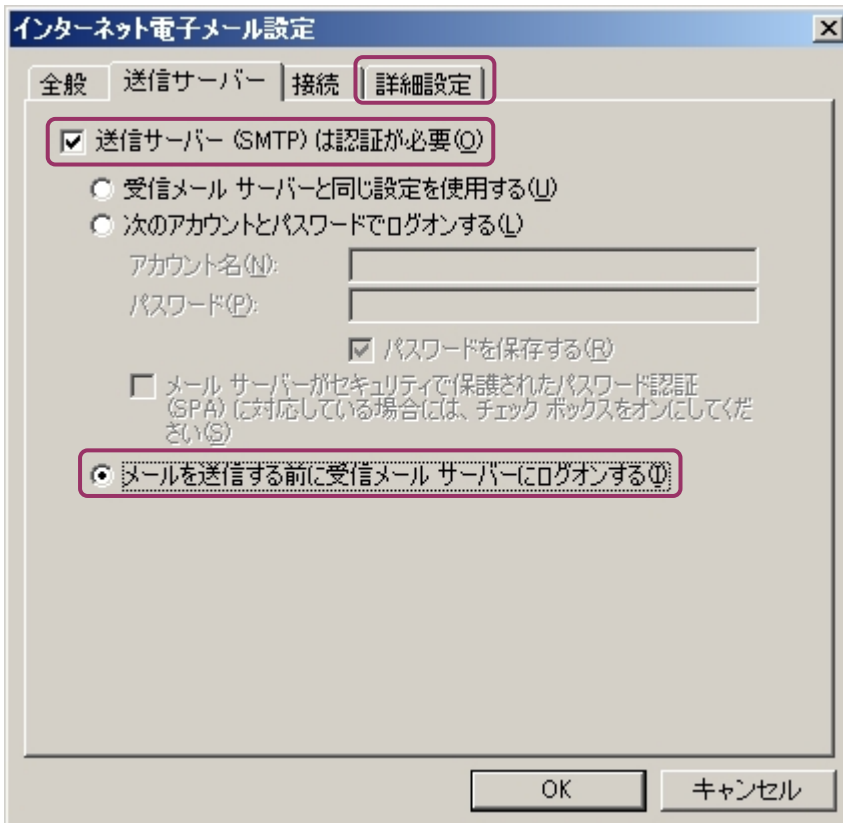 インターネット電子メール設定
全般 送信サーバー 接続 詳細設定
送信サーバー (SMTP) は認証が必要(O)
受信メール サーバーと同じ設定を使用する(U)
次のアカウントとパスワードでログオンする(L)
アカウント名(N):
パスワード(P):
パスワードを保存する(R)
メール サーバーがセキュリティで保護されたパスワード認証
(SPA) に対応している場合には、チェック ボックスをオンにしてくだ
さい(S)
メールを送信する前に受信メール サーバーにログオンする(I)
OK キャンセル